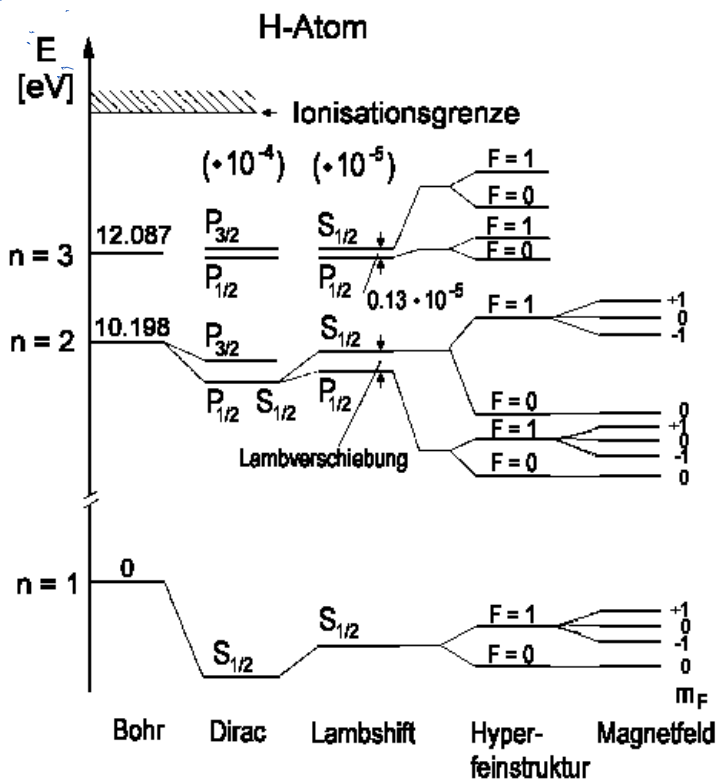 H-Atom
E
[eV]
Ionisationsgrenze
(•10⁻⁴) (•10⁻⁵)
F = 1
F = 0
P3/2 S1/2
12.087
n = 3
F = 1
F = 0
P1/2 P1/2
0.13 • 10⁻⁵
F = 1
+1
0
-1
10.198
n = 2
P3/2 S1/2
P1/2 S1/2 P1/2
F = 0
0
F = 1
+1
0
-1
Lambverschiebung
F = 0
0
0
n = 1
S1/2
S1/2
F = 1
+1
0
-1
F = 0
0
mF
Bohr Dirac Lambshift Hyper- Magnetfeld
feinstruktur